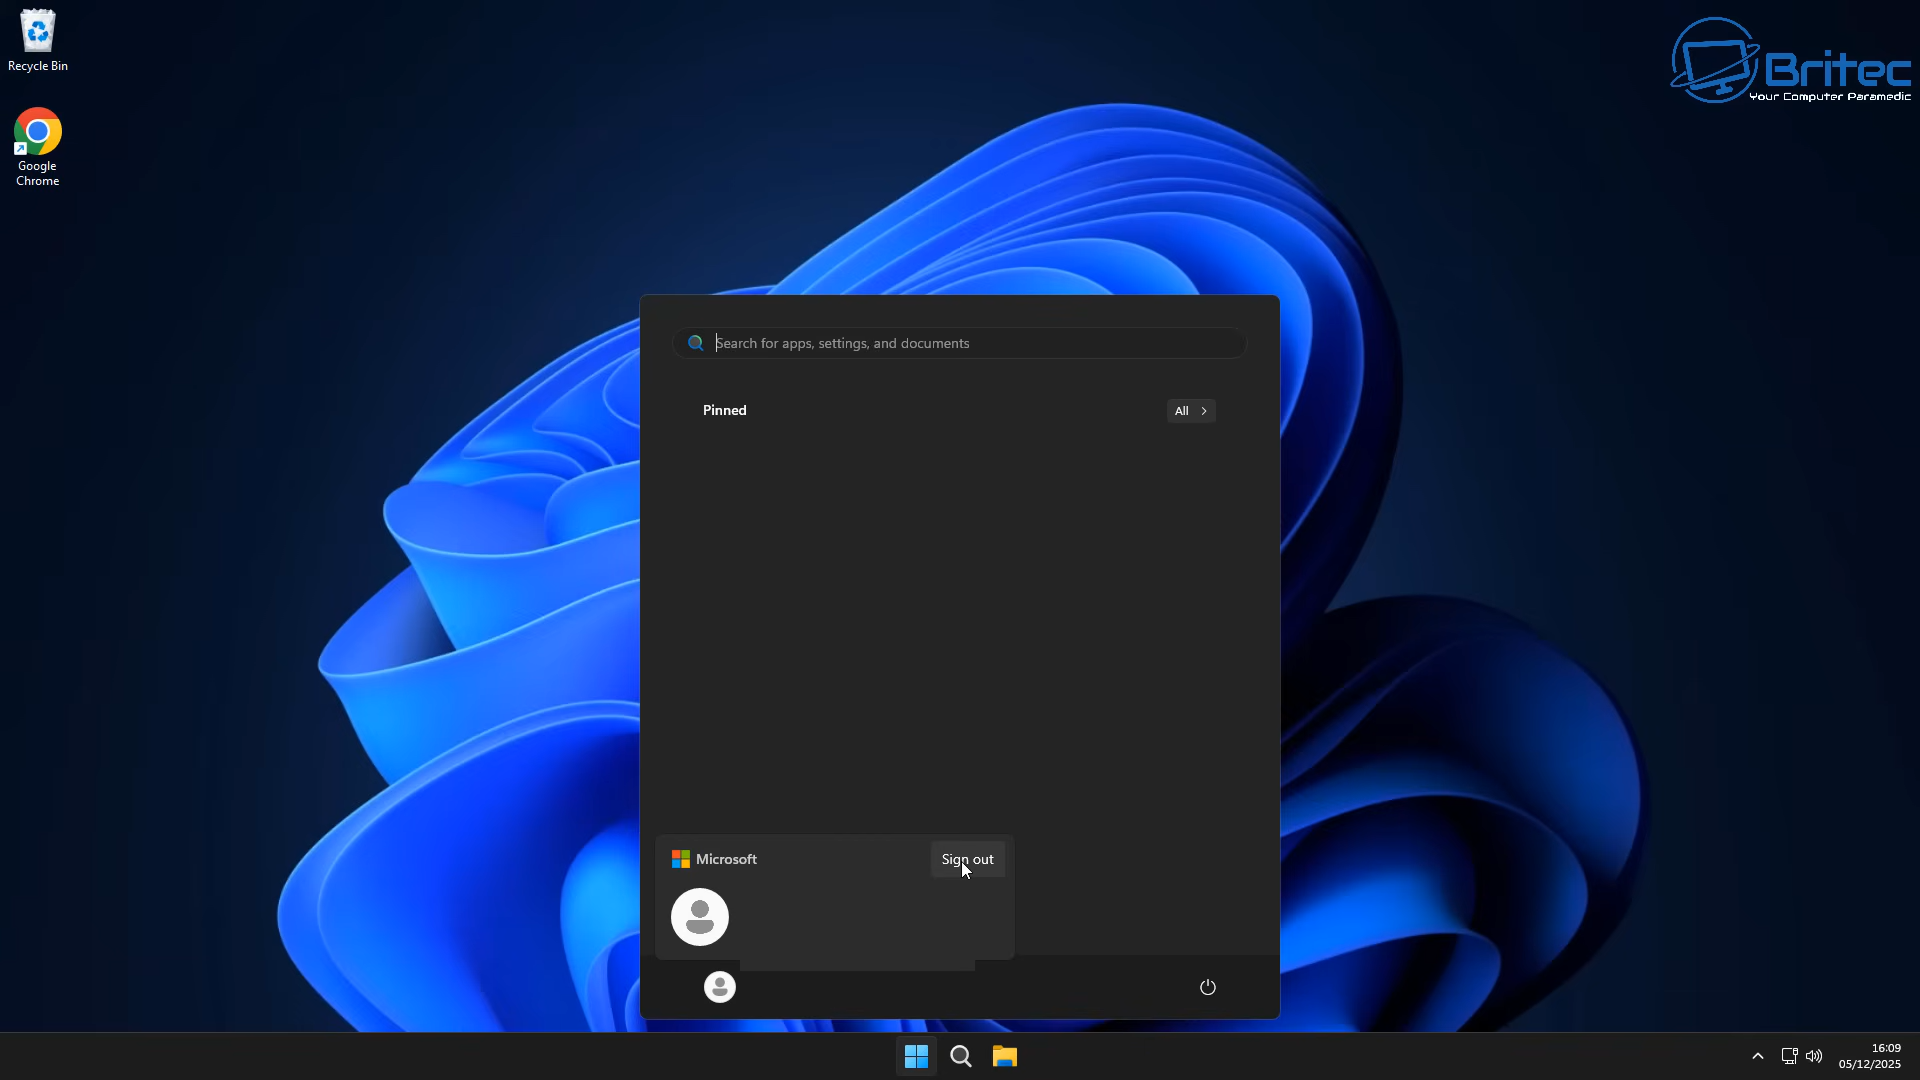 Recycle Bin
Google
Chrome
Britec
Your Computer Paramedic
Search for apps, settings, and documents
Pinned
All
Microsoft
Sign out
16:09
05/12/2025